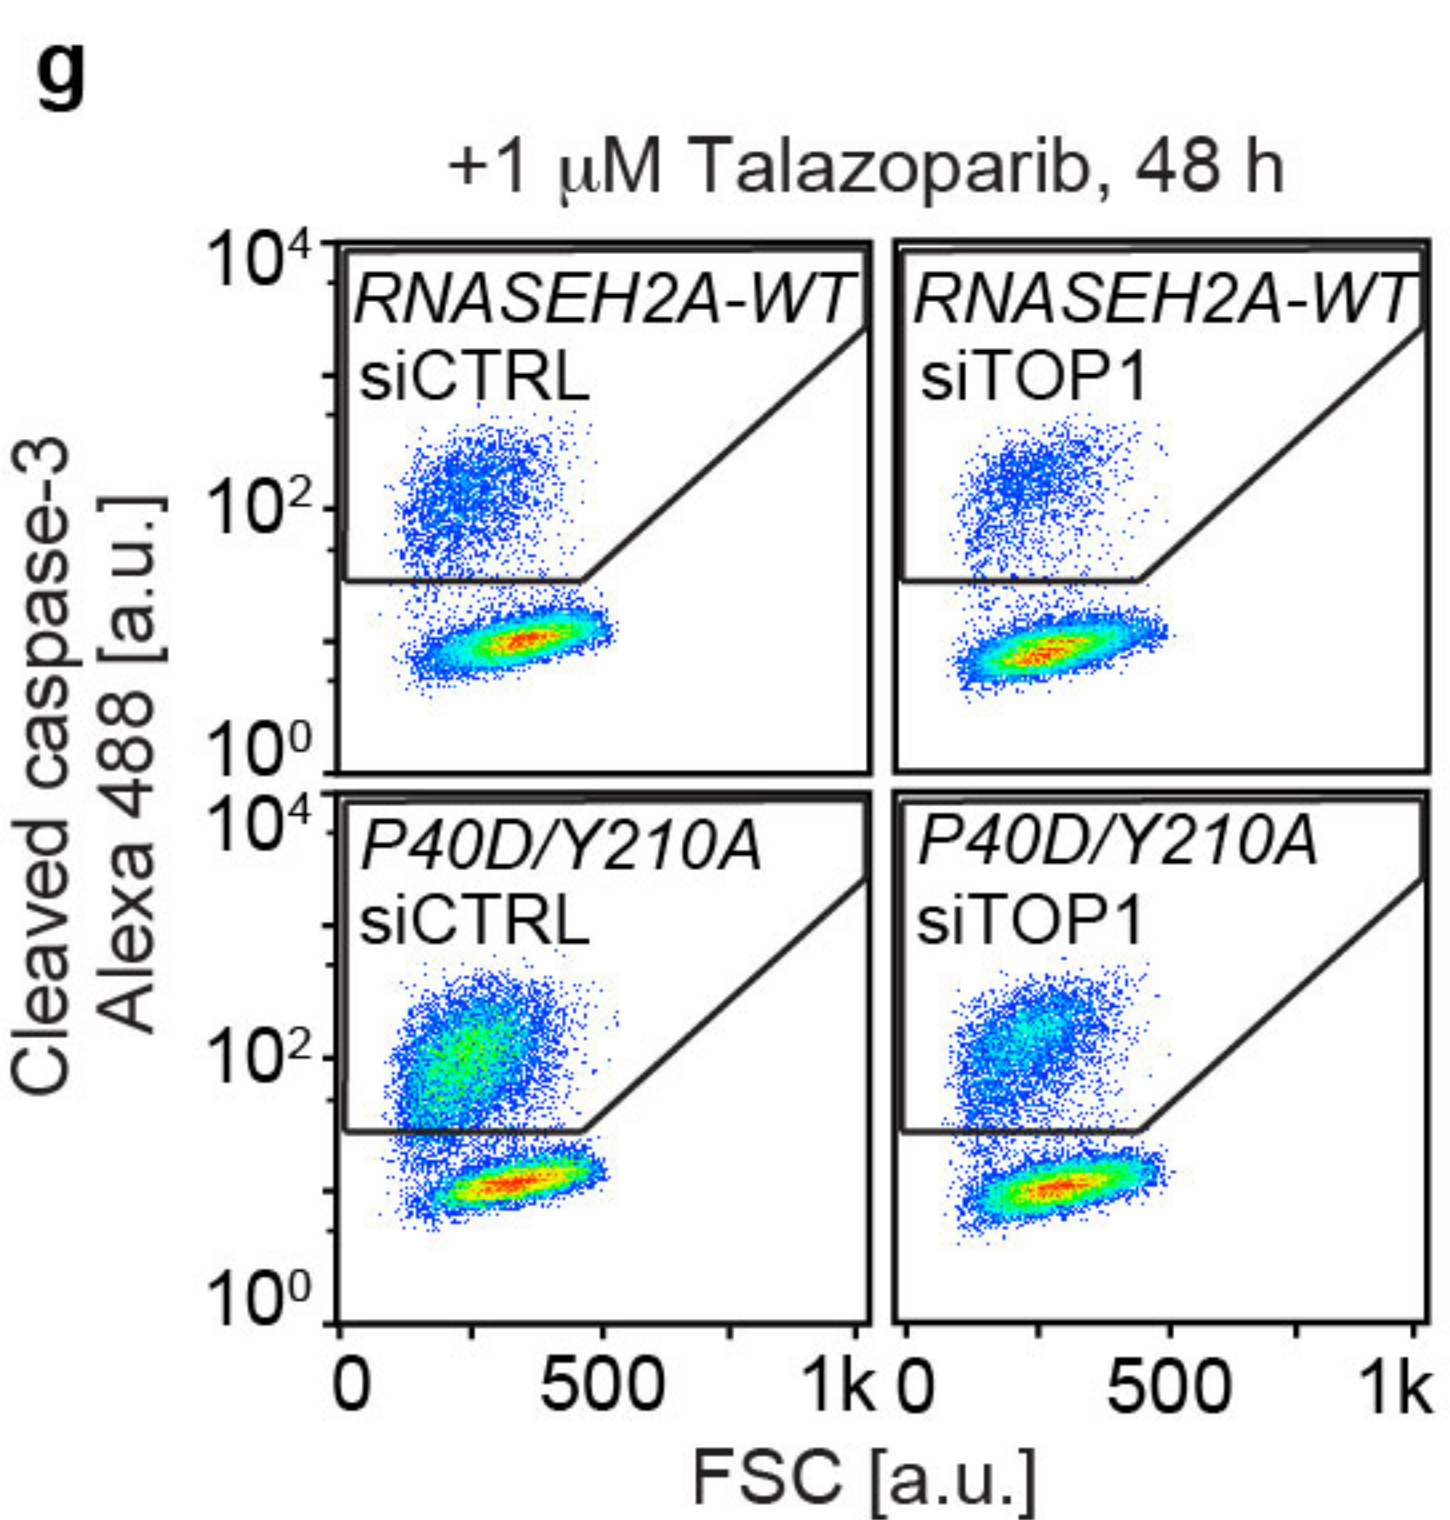 g
+1 μM Talazoparib, 48 h
10⁴
RNASEH2A-WT
siCTRL
10²
10⁰
RNASEH2A-WT
siTOP1
10⁴
P40D/Y210A
siCTRL
10²
10⁰
P40D/Y210A
siTOP1
Cleaved caspase-3
Alexa 488 [a.u.]
0 500 1k 0 500 1k
FSC [a.u.]